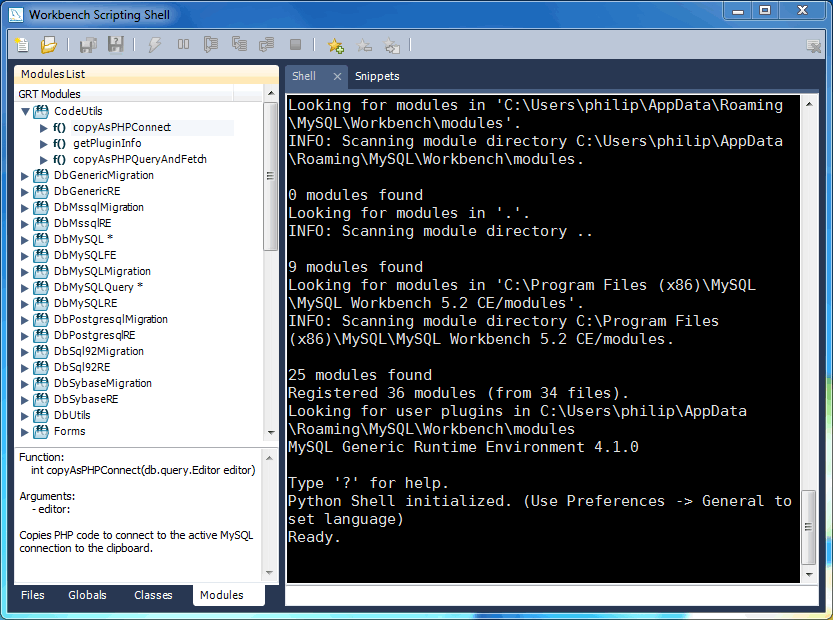 Workbench Scripting Shell
Modules List
GRT Modules
CodeUtils
f() copyAsPHPConnect
f() getPluginInfo
f() copyAsPHPQueryAndFetch
DbGenericMigration
DbGenericRE
DbMssqlMigration
DbMssqlRE
DbMySQL *
DbMySQLFE
DbMySQLMigration
DbMySQLQuery *
DbMySQLRE
DbPostgresqlMigration
DbPostgresqlRE
DbSql92Migration
DbSql92RE
DbSybaseMigration
DbSybaseRE
DbUtils
Forms
Function:
int copyAsPHPConnect(db.query.Editor editor)
Arguments:
- editor:
Copies PHP code to connect to the active MySQL
connection to the clipboard.
Files Globals Classes Modules
Shell Snippets
Looking for modules in 'C:\Users\philip\AppData\Roaming
\MySQL\Workbench\modules'.
INFO: Scanning module directory C:\Users\philip\AppData
\Roaming\MySQL\Workbench\modules.
0 modules found
Looking for modules in '.'.
INFO: Scanning module directory ..
9 modules found
Looking for modules in 'C:\Program Files (x86)\MySQL
\MySQL Workbench 5.2 CE/modules'.
INFO: Scanning module directory C:\Program Files
(x86)\MySQL\MySQL Workbench 5.2 CE/modules.
25 modules found
Registered 36 modules (from 34 files).
Looking for user plugins in C:\Users\philip\AppData
\Roaming\MySQL\Workbench\modules
MySQL Generic Runtime Environment 4.1.0
Type '?' for help.
Python Shell initialized. (Use Preferences -> General to
set language)
Ready.